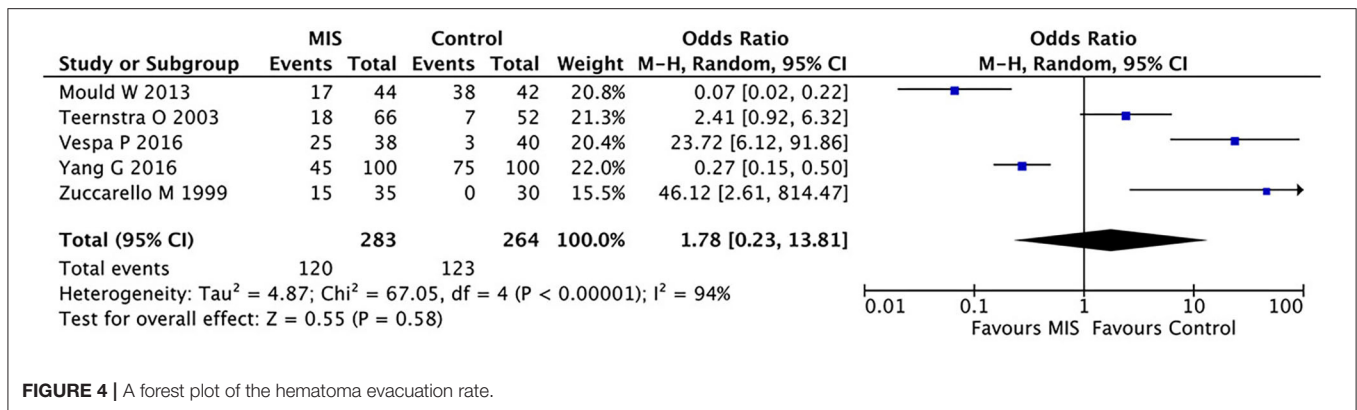 MIS Control Odds Ratio Odds Ratio
Study or Subgroup Events Total Events Total Weight M-H, Random, 95% CI M-H, Random, 95% CI
Mould W 2013 17 44 38 42 20.8% 0.07 [0.02, 0.22]
Teernstra O 2003 18 66 7 52 21.3% 2.41 [0.92, 6.32]
Vespa P 2016 25 38 3 40 20.4% 23.72 [6.12, 91.86]
Yang G 2016 45 100 75 100 22.0% 0.27 [0.15, 0.50]
Zuccarello M 1999 15 35 0 30 15.5% 46.12 [2.61, 814.47]
Total (95% CI) 283 264 100.0% 1.78 [0.23, 13.81]
Total events 120 123
Heterogeneity: Tau² = 4.87; Chi² = 67.05, df = 4 (P < 0.00001); I² = 94%
Test for overall effect: Z = 0.55 (P = 0.58)
0.01 0.1 1 10 100
Favours MIS Favours Control
FIGURE 4 | A forest plot of the hematoma evacuation rate.